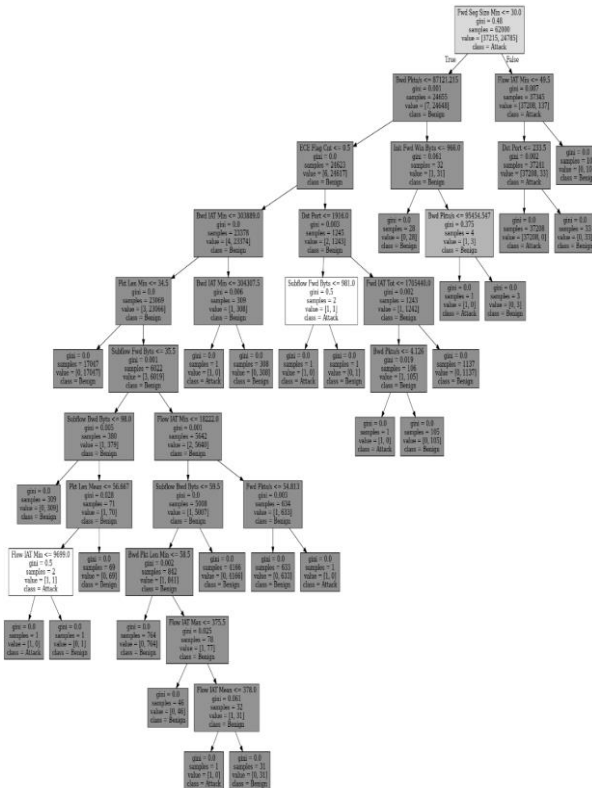 Fwd Seg Size Min <= 30.0
gini = 0.48
samples = 62000
value = [37215, 24785]
class = Attack
True
False
Bwd Pkts/s <= 87121.215
gini = 0.001
samples = 24655
value = [7, 24648]
class = Benign
Flow IAT Min <= 49.5
gini = 0.007
samples = 37345
value = [37208, 137]
class = Attack
ECE Flag Cnt <= 0.5
gini = 0.0
samples = 24623
value = [6, 24617]
class = Benign
Init Fwd Win Byts <= 986.0
gini = 0.061
samples = 32
value = [1, 31]
class = Benign
Dst Port <= 233.5
gini = 0.002
samples = 37241
value = [37208, 33]
class = Attack
gini = 0.0
class = Benign
Bwd IAT Min <= 303889.0
gini = 0.0
samples = 23378
value = [4, 23374]
class = Benign
Dst Port <= 1936.0
gini = 0.003
samples = 1245
value = [2, 1243]
class = Benign
gini = 0.0
samples = 28
value = [0, 28]
class = Benign
Bwd Pkts/s <= 95434.547
gini = 0.375
samples = 4
value = [1, 3]
class = Benign
gini = 0.0
samples = 37208
value = [37208, 0]
class = Attack
gini = 0.0
samples = 33
value = [0, 33]
class = Benign
Pkt Len Min <= 34.5
gini = 0.0
samples = 23069
value = [3, 23066]
class = Benign
Bwd IAT Min <= 304307.5
gini = 0.006
samples = 309
value = [1, 308]
class = Benign
Subflow Fwd Byts <= 901.0
gini = 0.5
samples = 2
value = [1, 1]
class = Attack
Fwd IAT Tot <= 1705440.0
gini = 0.002
samples = 1243
value = [1, 1242]
class = Benign
gini = 0.0
samples = 1
value = [1, 0]
class = Attack
gini = 0.0
samples = 3
value = [0, 3]
class = Benign
gini = 0.0
samples = 17047
value = [0, 17047]
class = Benign
Subflow Fwd Byts <= 35.5
gini = 0.001
samples = 6022
value = [3, 6019]
class = Benign
gini = 0.0
samples = 1
value = [1, 0]
class = Attack
gini = 0.0
samples = 308
value = [0, 308]
class = Benign
gini = 0.0
samples = 1
value = [1, 0]
class = Attack
gini = 0.0
samples = 1
value = [0, 1]
class = Benign
Bwd Pkts/s <= 4.126
gini = 0.019
samples = 106
value = [1, 105]
class = Benign
gini = 0.0
samples = 1137
value = [0, 1137]
class = Benign
Subflow Bwd Byts <= 98.0
gini = 0.005
samples = 380
value = [1, 379]
class = Benign
Flow IAT Min <= 18222.0
gini = 0.001
samples = 5642
value = [2, 5640]
class = Benign
gini = 0.0
samples = 1
value = [1, 0]
class = Attack
gini = 0.0
samples = 105
value = [0, 105]
class = Benign
gini = 0.0
samples = 309
value = [0, 309]
class = Benign
Pkt Len Mean <= 56.667
gini = 0.028
samples = 71
value = [1, 70]
class = Benign
Subflow Bwd Byts <= 59.5
gini = 0.0
samples = 5008
value = [1, 5007]
class = Benign
Fwd Pkts/s <= 54.813
gini = 0.003
samples = 634
value = [1, 633]
class = Benign
Flow IAT Min <= 9699.0
gini = 0.5
samples = 2
value = [1, 1]
class = Attack
gini = 0.0
samples = 69
value = [0, 69]
class = Benign
Bwd Pkt Len Min <= 58.5
gini = 0.002
samples = 842
value = [1, 841]
class = Benign
gini = 0.0
samples = 4166
value = [0, 4166]
class = Benign
gini = 0.0
samples = 633
value = [0, 633]
class = Benign
gini = 0.0
samples = 1
value = [1, 0]
class = Attack
gini = 0.0
samples = 1
value = [1, 0]
class = Attack
gini = 0.0
samples = 1
value = [0, 1]
class = Benign
gini = 0.0
samples = 764
value = [0, 764]
class = Benign
Flow IAT Max <= 375.5
gini = 0.025
samples = 78
value = [1, 77]
class = Benign
gini = 0.0
samples = 46
value = [0, 46]
class = Benign
Flow IAT Mean <= 378.0
gini = 0.061
samples = 32
value = [1, 31]
class = Benign
gini = 0.0
samples = 1
value = [1, 0]
class = Attack
gini = 0.0
samples = 31
value = [0, 31]
class = Benign